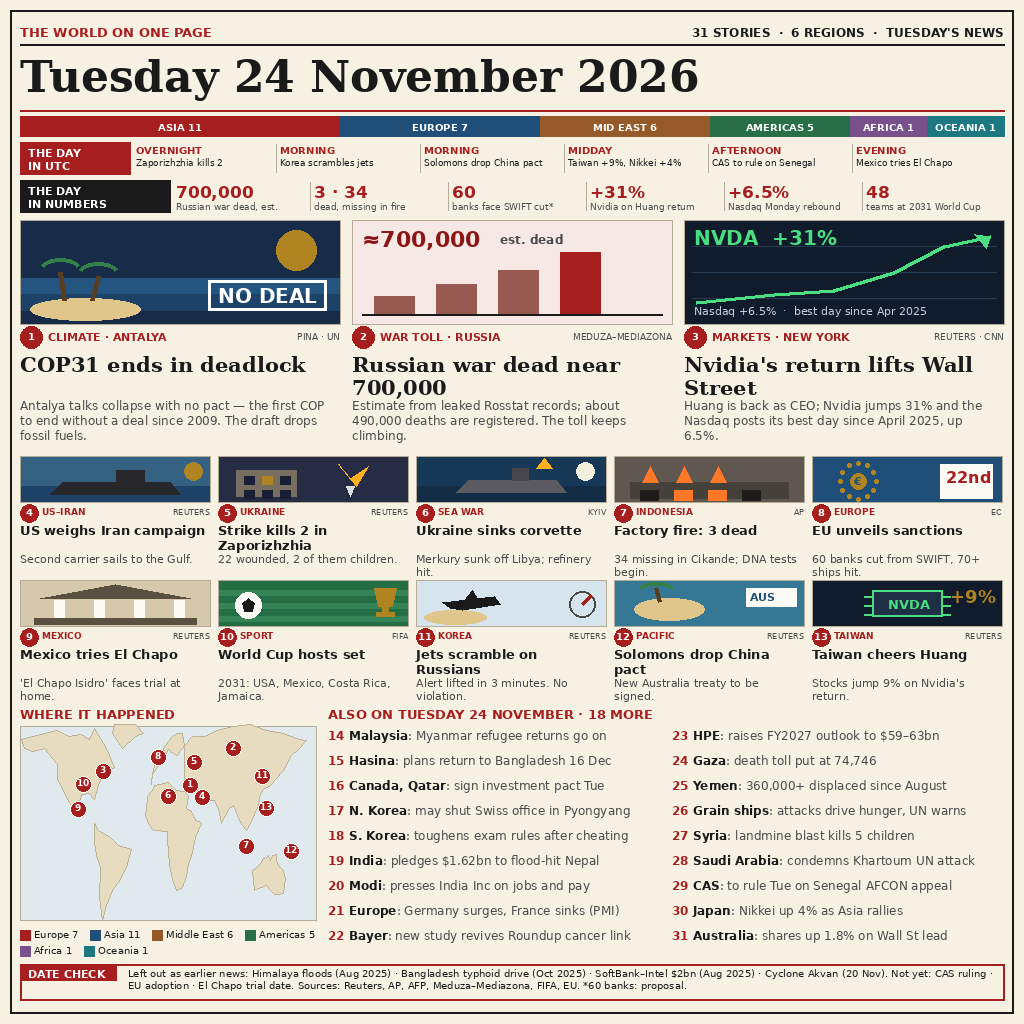 THE WORLD ON ONE PAGE
31 STORIES · 6 REGIONS · TUESDAY'S NEWS
Tuesday 24 November 2026
ASIA 11
EUROPE 7
MID EAST 6
AMERICAS 5
AFRICA 1
OCEANIA 1
THE DAY
IN UTC
OVERNIGHT
Zaporizhzhia kills 2
MORNING
Korea scrambles jets
MORNING
Solomons drop China pact
MIDDAY
Taiwan +9%, Nikkei +4%
AFTERNOON
CAS to rule on Senegal
EVENING
Mexico tries El Chapo
THE DAY
IN NUMBERS
700,000
Russian war dead, est.
3 · 34
dead, missing in fire
60
banks face SWIFT cut*
+31%
Nvidia on Huang return
+6.5%
Nasdaq Monday rebound
48
teams at 2031 World Cup
NO DEAL
1 CLIMATE · ANTALYA
PINA · UN
COP31 ends in deadlock
Antalya talks collapse with no pact — the first COP
to end without a deal since 2009. The draft drops
fossil fuels.
≈700,000 est. dead
2 WAR TOLL · RUSSIA
MEDUZA–MEDIAZONA
Russian war dead near
700,000
Estimate from leaked Rosstat records; about
490,000 deaths are registered. The toll keeps
climbing.
NVDA +31%
Nasdaq +6.5% · best day since Apr 2025
3 MARKETS · NEW YORK
REUTERS · CNN
Nvidia's return lifts Wall
Street
Huang is back as CEO; Nvidia jumps 31% and the
Nasdaq posts its best day since April 2025, up
6.5%.
4 US–IRAN
REUTERS
US weighs Iran campaign
Second carrier sails to the Gulf.
5 UKRAINE
REUTERS
Strike kills 2 in
Zaporizhzhia
22 wounded, 2 of them children.
6 SEA WAR
KYIV
Ukraine sinks corvette
Merkury sunk off Libya; refinery
hit.
7 INDONESIA
AP
Factory fire: 3 dead
34 missing in Cikande; DNA tests
begin.
€
22nd
8 EUROPE
EC
EU unveils sanctions
60 banks cut from SWIFT, 70+
ships hit.
9 MEXICO
REUTERS
Mexico tries El Chapo
'El Chapo Isidro' faces trial at
home.
10 SPORT
FIFA
World Cup hosts set
2031: USA, Mexico, Costa Rica,
Jamaica.
11 KOREA
REUTERS
Jets scramble on
Russians
Alert lifted in 3 minutes. No
violation.
AUS
12 PACIFIC
REUTERS
Solomons drop China
pact
New Australia treaty to be
signed.
NVDA
+9%
13 TAIWAN
REUTERS
Taiwan cheers Huang
Stocks jump 9% on Nvidia's
return.
WHERE IT HAPPENED
2
8
5
3
11
10
1
6
4
9
13
7
12
Europe 7
Asia 11
Middle East 6
Americas 5
Africa 1
Oceania 1
ALSO ON TUESDAY 24 NOVEMBER · 18 MORE
14 Malaysia: Myanmar refugee returns go on
15 Hasina: plans return to Bangladesh 16 Dec
16 Canada, Qatar: sign investment pact Tue
17 N. Korea: may shut Swiss office in Pyongyang
18 S. Korea: toughens exam rules after cheating
19 India: pledges $1.62bn to flood-hit Nepal
20 Modi: presses India Inc on jobs and pay
21 Europe: Germany surges, France sinks (PMI)
22 Bayer: new study revives Roundup cancer link
23 HPE: raises FY2027 outlook to $59–63bn
24 Gaza: death toll put at 74,746
25 Yemen: 360,000+ displaced since August
26 Grain ships: attacks drive hunger, UN warns
27 Syria: landmine blast kills 5 children
28 Saudi Arabia: condemns Khartoum UN attack
29 CAS: to rule Tue on Senegal AFCON appeal
30 Japan: Nikkei up 4% as Asia rallies
31 Australia: shares up 1.8% on Wall St lead
DATE CHECK
Left out as earlier news: Himalaya floods (Aug 2025) · Bangladesh typhoid drive (Oct 2025) · SoftBank–Intel $2bn (Aug 2025) · Cyclone Akvan (20 Nov). Not yet: CAS ruling ·
EU adoption · El Chapo trial date. Sources: Reuters, AP, AFP, Meduza–Mediazona, FIFA, EU. *60 banks: proposal.